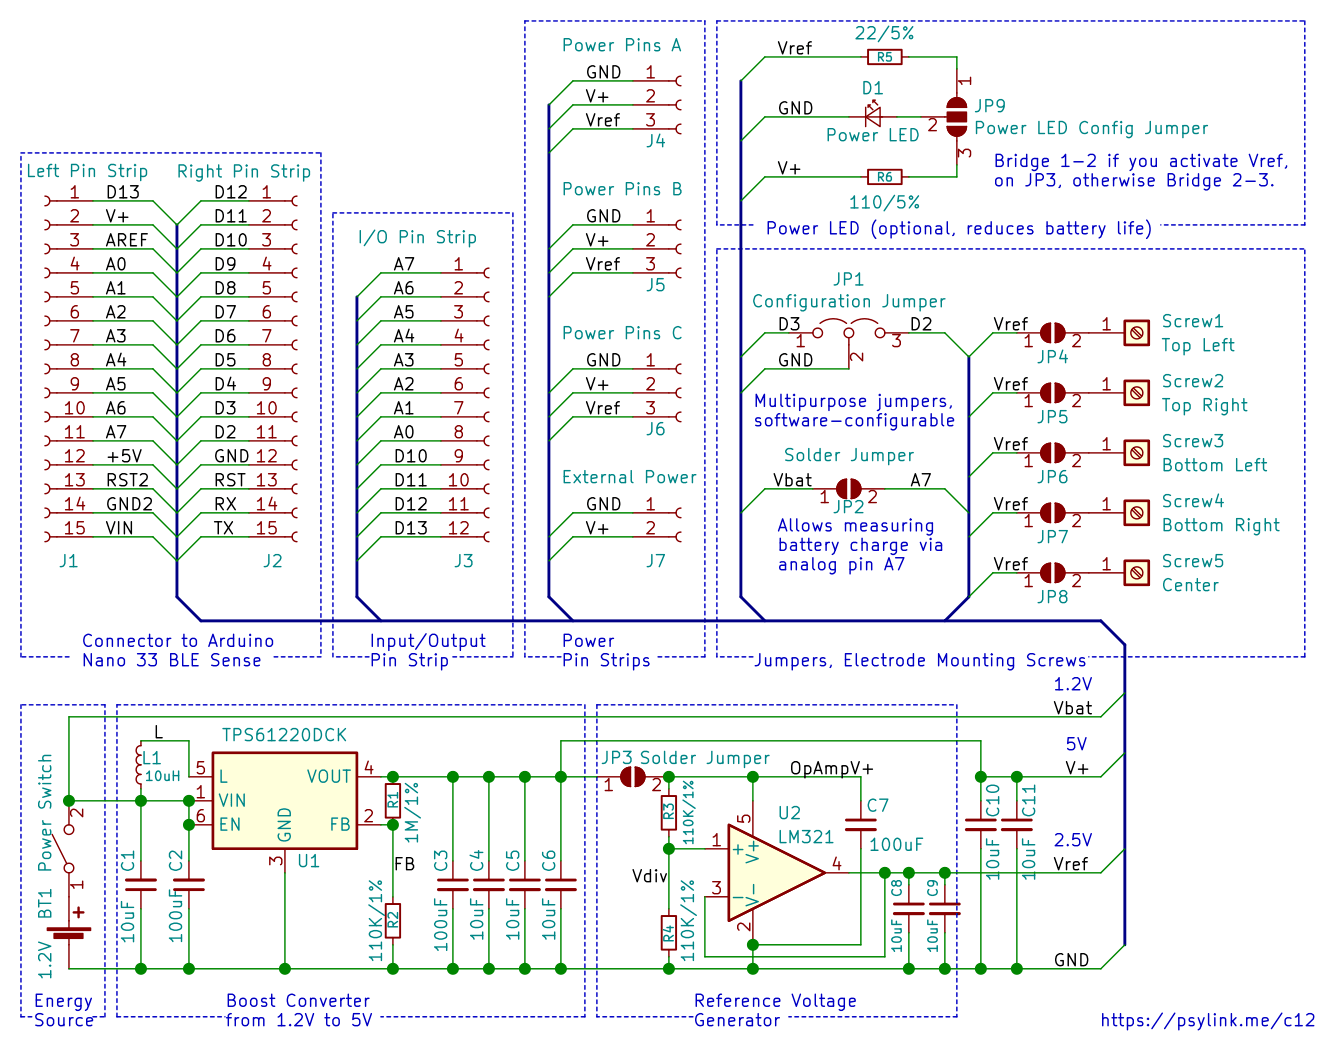 Left Pin Strip
1 D13
2 V+
3 AREF
4 A0
5 A1
6 A2
7 A3
8 A4
9 A5
10 A6
11 A7
12 +5V
13 RST2
14 GND2
15 VIN
J1
Right Pin Strip
D12 1
D11 2
D10 3
D9 4
D8 5
D7 6
D6 7
D5 8
D4 9
D3 10
D2 11
GND 12
RST 13
RX 14
TX 15
J2
Connector to Arduino
Nano 33 BLE Sense
I/O Pin Strip
A7 1
A6 2
A5 3
A4 4
A3 5
A2 6
A1 7
A0 8
D10 9
D11 10
D12 11
D13 12
J3
Input/Output
Pin Strip
Power Pins A
GND 1
V+ 2
Vref 3
J4
Power Pins B
GND 1
V+ 2
Vref 3
J5
Power Pins C
GND 1
V+ 2
Vref 3
J6
External Power
GND 1
V+ 2
J7
Power
Pin Strips
22/5%
Vref R5
1
D1
GND
Power LED
2
JP9
Power LED Config Jumper
3
V+ R6
110/5%
Bridge 1-2 if you activate Vref,
on JP3, otherwise Bridge 2-3.
Power LED (optional, reduces battery life)
JP1
Configuration Jumper
D3 1 2 3 D2
GND
Multipurpose jumpers,
software-configurable
Solder Jumper
Vbat 1 2 A7
JP2
Allows measuring
battery charge via
analog pin A7
Vref 1 2 1
JP4
Screw1
Top Left
Vref 1 2 1
JP5
Screw2
Top Right
Vref 1 2 1
JP6
Screw3
Bottom Left
Vref 1 2 1
JP7
Screw4
Bottom Right
Vref 1 2 1
JP8
Screw5
Center
Jumpers, Electrode Mounting Screws
1.2V
Vbat
5V
V+
2.5V
Vref
GND
Power Switch
2
1
BT1
+
1.2V
Energy
Source
L
L1
10uH
TPS61220DCK
5 L
1 VIN
6 EN
VOUT 4
FB 2
GND
3
U1
C1
10uF
C2
100uF
R1
1M/1%
FB
R2
110K/1%
C3
100uF
C4
10uF
C5
10uF
C6
10uF
Boost Converter
from 1.2V to 5V
JP3 Solder Jumper
1 2
OpAmpV+
R3
110K/1%
Vdiv
R4
110K/1%
U2
LM321
1 +
3 -
V+ 5
V- 2
4
C7
100uF
C8
10uF
C9
10uF
C10
10uF
C11
10uF
Reference Voltage
Generator
https://psylink.me/c12